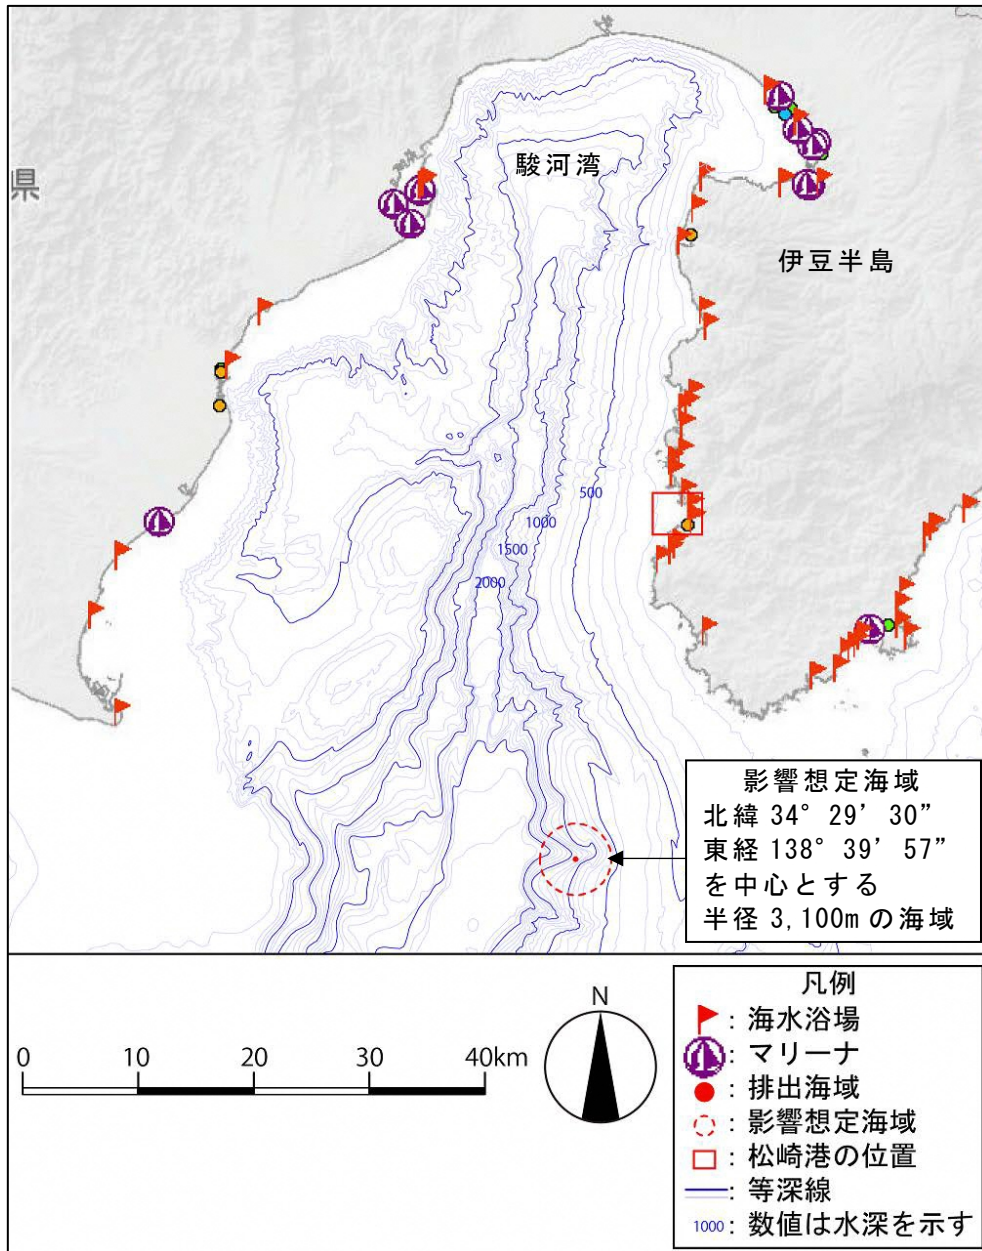 県
駿河湾
伊豆半島
500
1000
1500
2000
影響想定海域
北緯 34° 29’ 30”
東経 138° 39’ 57”
を中心とする
半径 3,100m の海域
0 10 20 30 40km
N
凡例
：海水浴場
：マリーナ
：排出海域
：影響想定海域
：松崎港の位置
：等深線
1000：数値は水深を示す